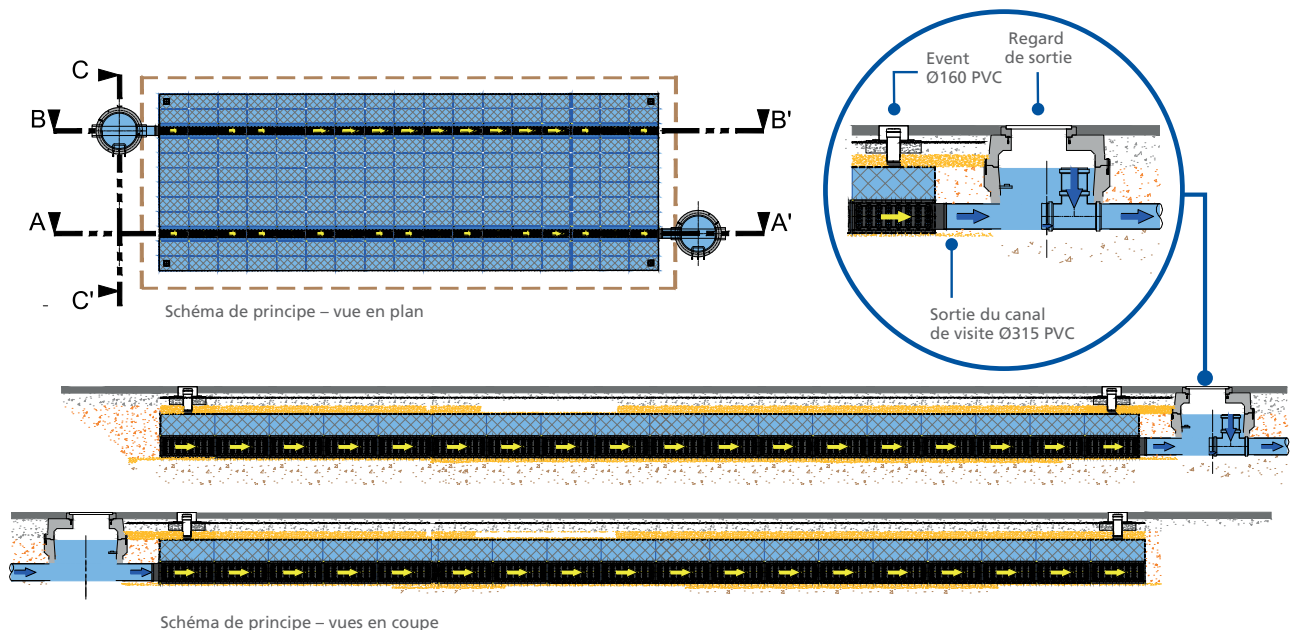 C
B
B'
A
A'
C'
Schéma de principe – vue en plan
Event
Ø160 PVC
Regard
de sortie
Sortie du canal
de visite Ø315 PVC
Schéma de principe – vues en coupe